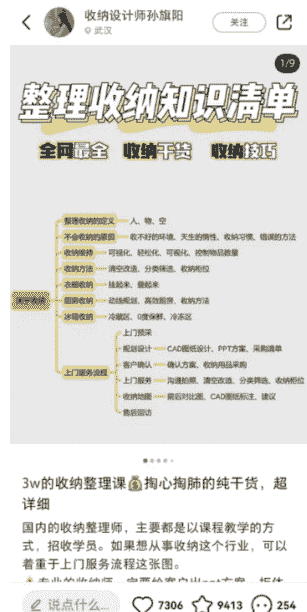 收纳设计师孙旗阳
武汉
关注
1/9
整理收纳知识清单
全网最全 收纳干货 收纳技巧
整理收纳的定义 人、物、空
不会收纳的原因 收不好的环境、天生的惰性、收纳习惯、错误的方法
收纳维持 可视化、轻松化、可视化、控制物品数量
收纳方法 清空改造、分类筛选、收纳柜位
衣橱收纳 挂起来、叠起来
厨房收纳 动线规划、高效厨房、收纳方法
冰箱收纳 冷藏区、0度保鲜、冷冻区
上门服务流程
上门预采
规划设计 CAD图纸设计、PPT方案、采购清单
客户确认 确认方案、收纳用品采购
上门服务 沟通拍照、清空改造、分类筛选、收纳柜位
收纳地图 前后对比图、CAD图纸标注、建议
售后回访
3w的收纳整理课💰掏心掏肺的纯干货，超
详细
国内的收纳整理师，主要都是以课程教学的方
式，招收学员。如果想从事收纳这个行业，可以
着重于上门服务流程这张图。
说点什么...
7306
9413
254